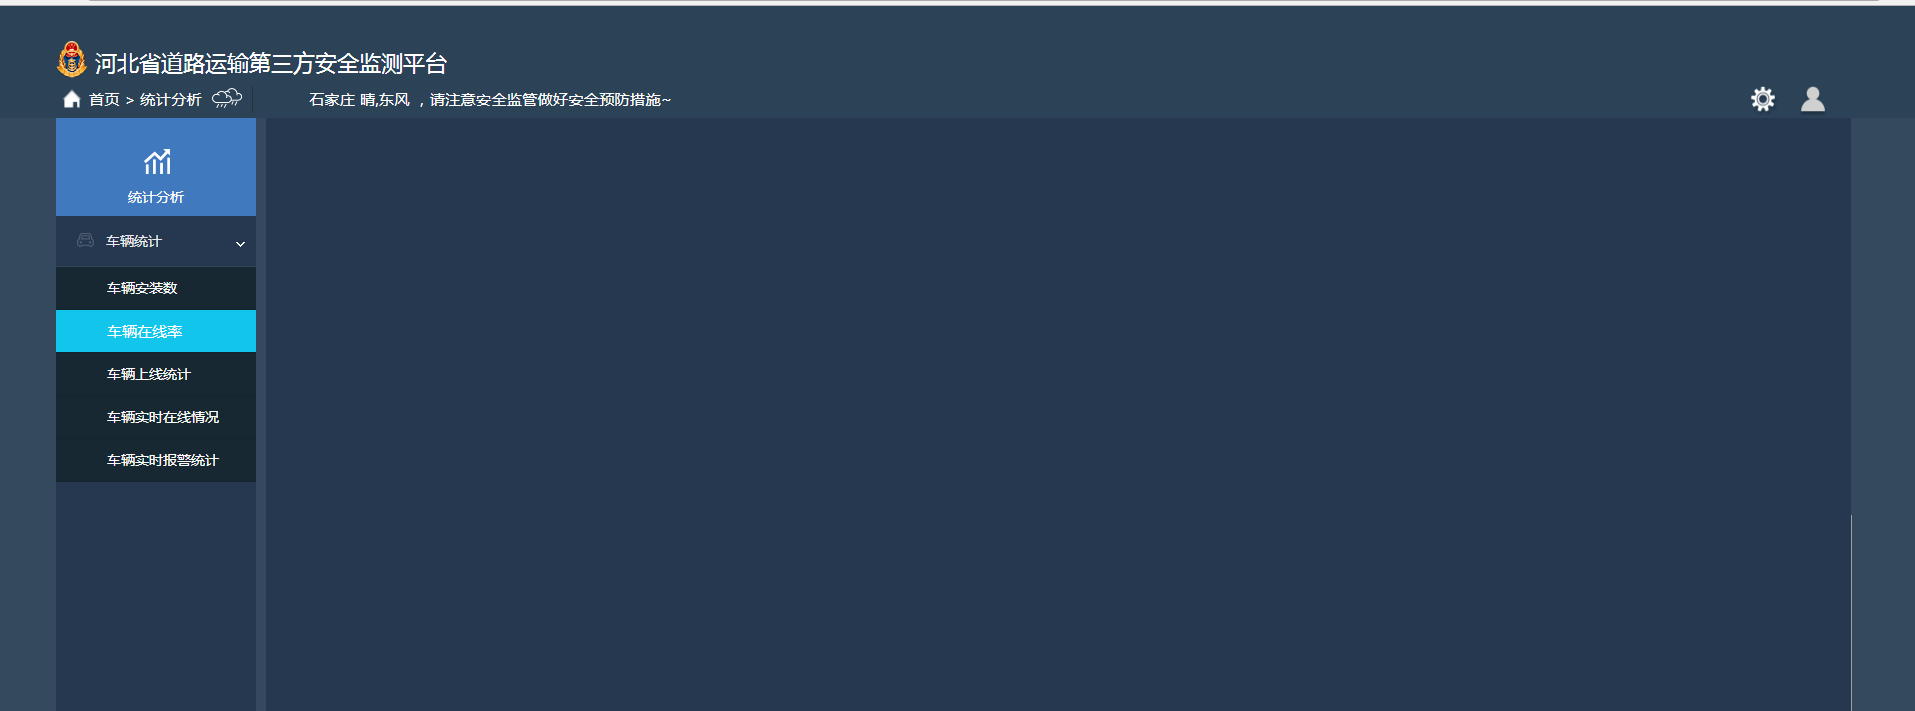 河北省道路运输第三方安全监测平台
首页 > 统计分析 石家庄 晴,东风 ，请注意安全监管做好安全预防措施~
统计分析
车辆统计
车辆安装数
车辆在线率
车辆上线统计
车辆实时在线情况
车辆实时报警统计